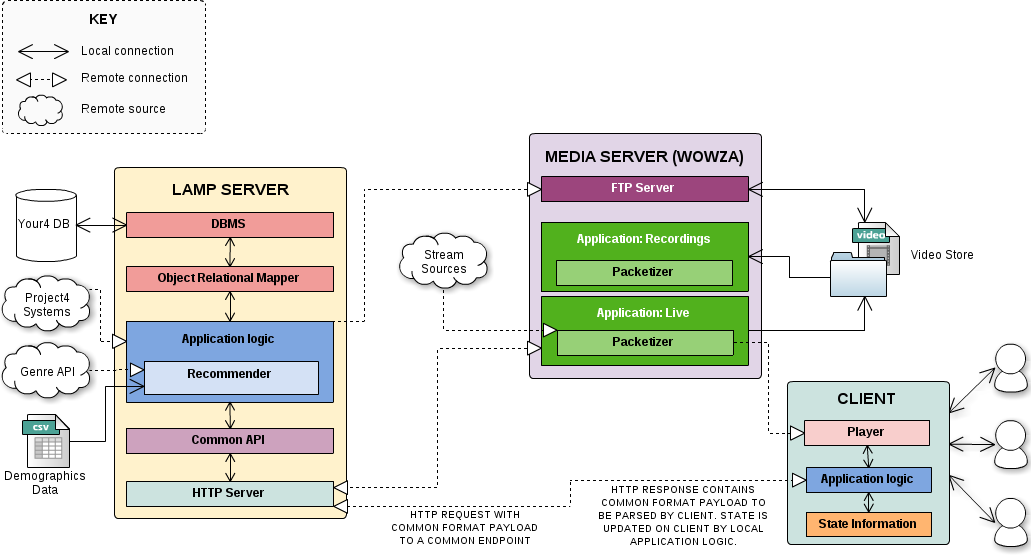 KEY
Local connection
Remote connection
Remote source
LAMP SERVER
DBMS
Object Relational Mapper
Application logic
Recommender
Common API
HTTP Server
Your4 DB
Project4
Systems
Genre API
csv
Demographics
Data
Stream
Sources
MEDIA SERVER (WOWZA)
FTP Server
Application: Recordings
Packetizer
Application: Live
Packetizer
video
Video Store
CLIENT
Player
Application logic
State Information
HTTP REQUEST WITH
COMMON FORMAT PAYLOAD
TO A COMMON ENDPOINT
HTTP RESPONSE CONTAINS
COMMON FORMAT PAYLOAD TO
BE PARSED BY CLIENT. STATE IS
UPDATED ON CLIENT BY LOCAL
APPLICATION LOGIC.